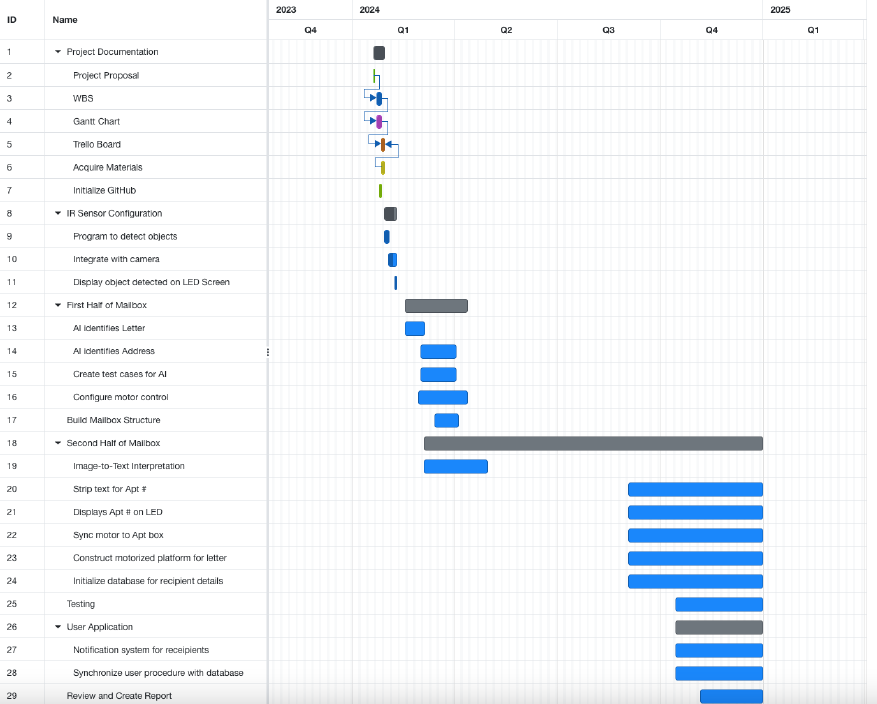 ID Name 2023 2024 2025
Q4 Q1 Q2 Q3 Q4 Q1
1 Project Documentation
2 Project Proposal
3 WBS
4 Gantt Chart
5 Trello Board
6 Acquire Materials
7 Initialize GitHub
8 IR Sensor Configuration
9 Program to detect objects
10 Integrate with camera
11 Display object detected on LED Screen
12 First Half of Mailbox
13 AI identifies Letter
14 AI identifies Address
15 Create test cases for AI
16 Configure motor control
17 Build Mailbox Structure
18 Second Half of Mailbox
19 Image-to-Text Interpretation
20 Strip text for Apt #
21 Displays Apt # on LED
22 Sync motor to Apt box
23 Construct motorized platform for letter
24 Initialize database for recipient details
25 Testing
26 User Application
27 Notification system for receipients
28 Synchronize user procedure with database
29 Review and Create Report